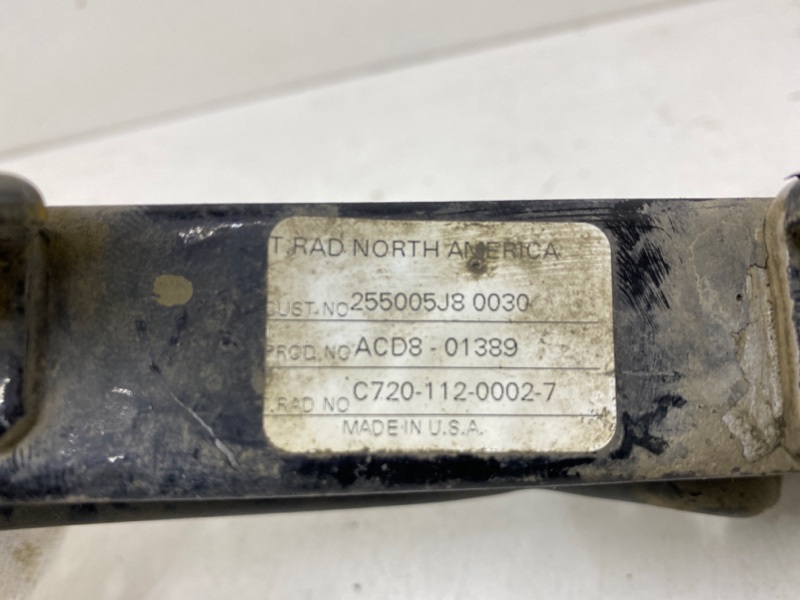 T RAD NORTH AMERICA
CUST. NO 255005J8 0030
PROD. NO ACD8-01389
T.RAD NO C720-112-0002-7
MADE IN U.S.A.